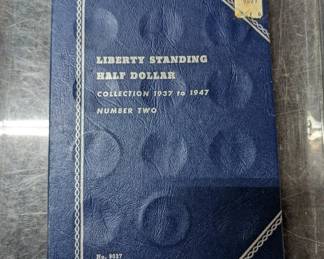 LIBERTY STANDING
HALF DOLLAR
COLLECTION 1937 to 1947
NUMBER TWO
No. 9027